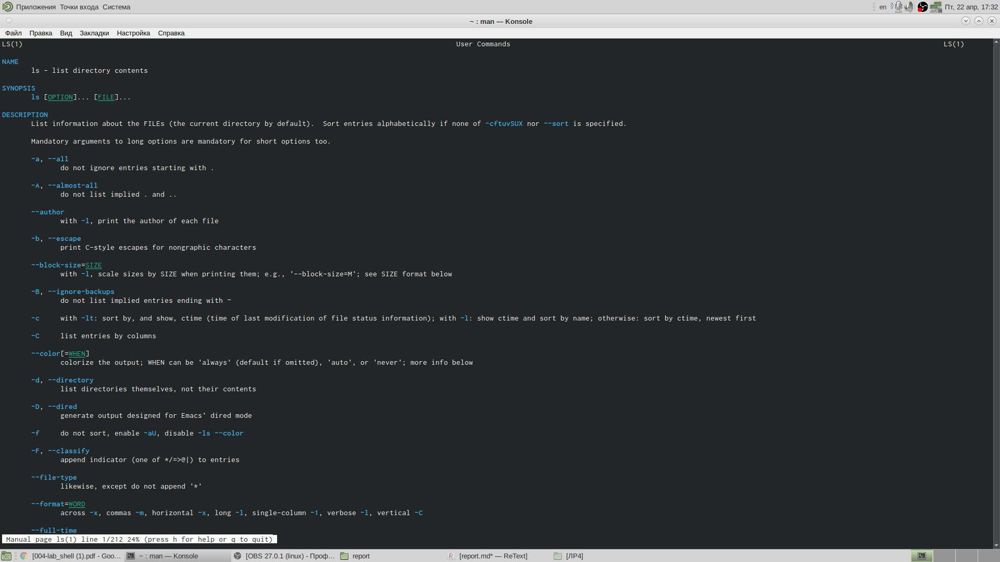 Приложения Точки входа Система en Пт, 22 апр, 17:32
~ : man — Konsole
Файл Правка Вид Закладки Настройка Справка
LS(1) User Commands LS(1)
NAME
ls - list directory contents
SYNOPSIS
ls [OPTION]... [FILE]...
DESCRIPTION
List information about the FILEs (the current directory by default). Sort entries alphabetically if none of -cftuvSUX nor --sort is specified.
Mandatory arguments to long options are mandatory for short options too.
-a, --all
do not ignore entries starting with .
-A, --almost-all
do not list implied . and ..
--author
with -l, print the author of each file
-b, --escape
print C-style escapes for nongraphic characters
--block-size=SIZE
with -l, scale sizes by SIZE when printing them; e.g., '--block-size=M'; see SIZE format below
-B, --ignore-backups
do not list implied entries ending with ~
-c with -lt: sort by, and show, ctime (time of last modification of file status information); with -l: show ctime and sort by name; otherwise: sort by ctime, newest first
-C list entries by columns
--color[=WHEN]
colorize the output; WHEN can be 'always' (default if omitted), 'auto', or 'never'; more info below
-d, --directory
list directories themselves, not their contents
-D, --dired
generate output designed for Emacs' dired mode
-f do not sort, enable -aU, disable -ls --color
-F, --classify
append indicator (one of */=>@|) to entries
--file-type
likewise, except do not append '*'
--format=WORD
across -x, commas -m, horizontal -x, long -l, single-column -1, verbose -l, vertical -C
--full-time
Manual page ls(1) line 1/212 24% (press h for help or q to quit)
[004-lab_shell (1).pdf - Goo... ~ : man — Konsole [OBS 27.0.1 (linux) - Проф... report [report.md* — ReText] [ЛР4]